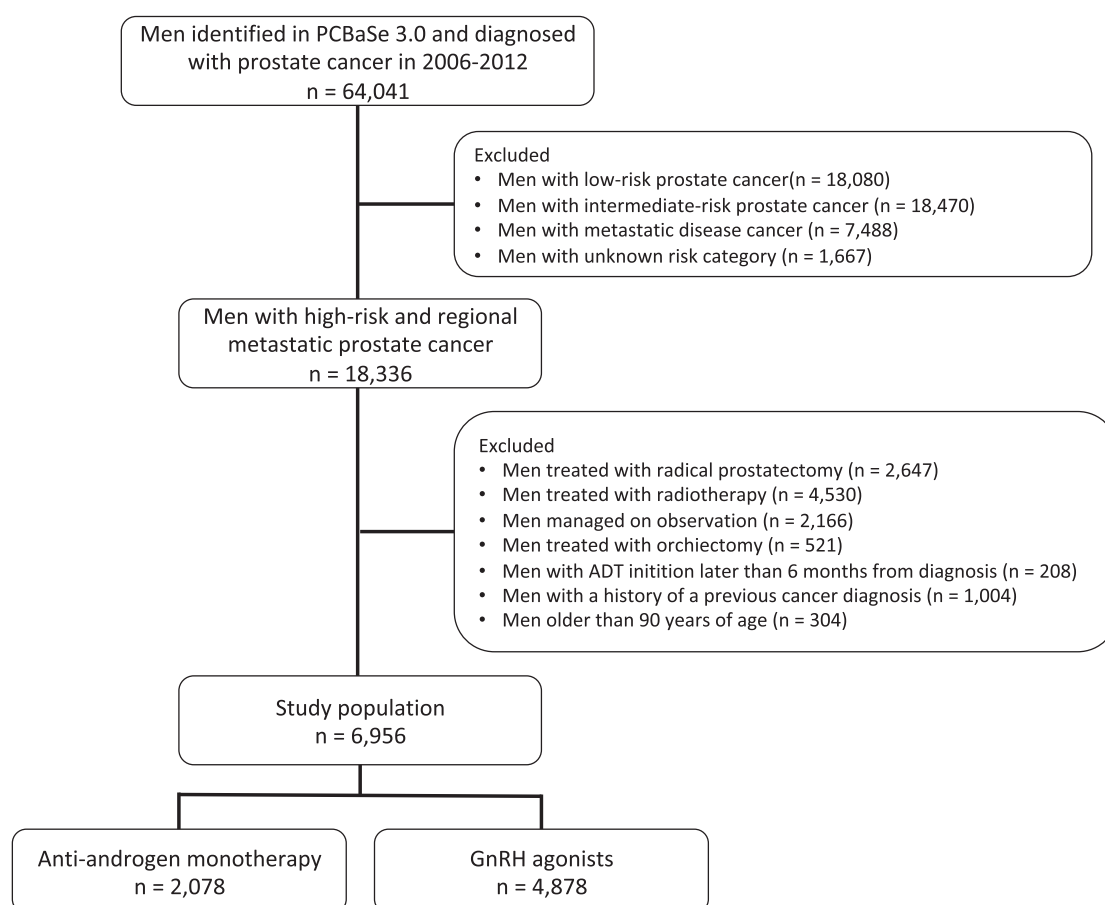 Men identified in PCBaSe 3.0 and diagnosed
with prostate cancer in 2006-2012
n = 64,041
Excluded
• Men with low-risk prostate cancer(n = 18,080)
• Men with intermediate-risk prostate cancer (n = 18,470)
• Men with metastatic disease cancer (n = 7,488)
• Men with unknown risk category (n = 1,667)
Men with high-risk and regional
metastatic prostate cancer
n = 18,336
Excluded
• Men treated with radical prostatectomy (n = 2,647)
• Men treated with radiotherapy (n = 4,530)
• Men managed on observation (n = 2,166)
• Men treated with orchiectomy (n = 521)
• Men with ADT initition later than 6 months from diagnosis (n = 208)
• Men with a history of a previous cancer diagnosis (n = 1,004)
• Men older than 90 years of age (n = 304)
Study population
n = 6,956
Anti-androgen monotherapy
n = 2,078
GnRH agonists
n = 4,878